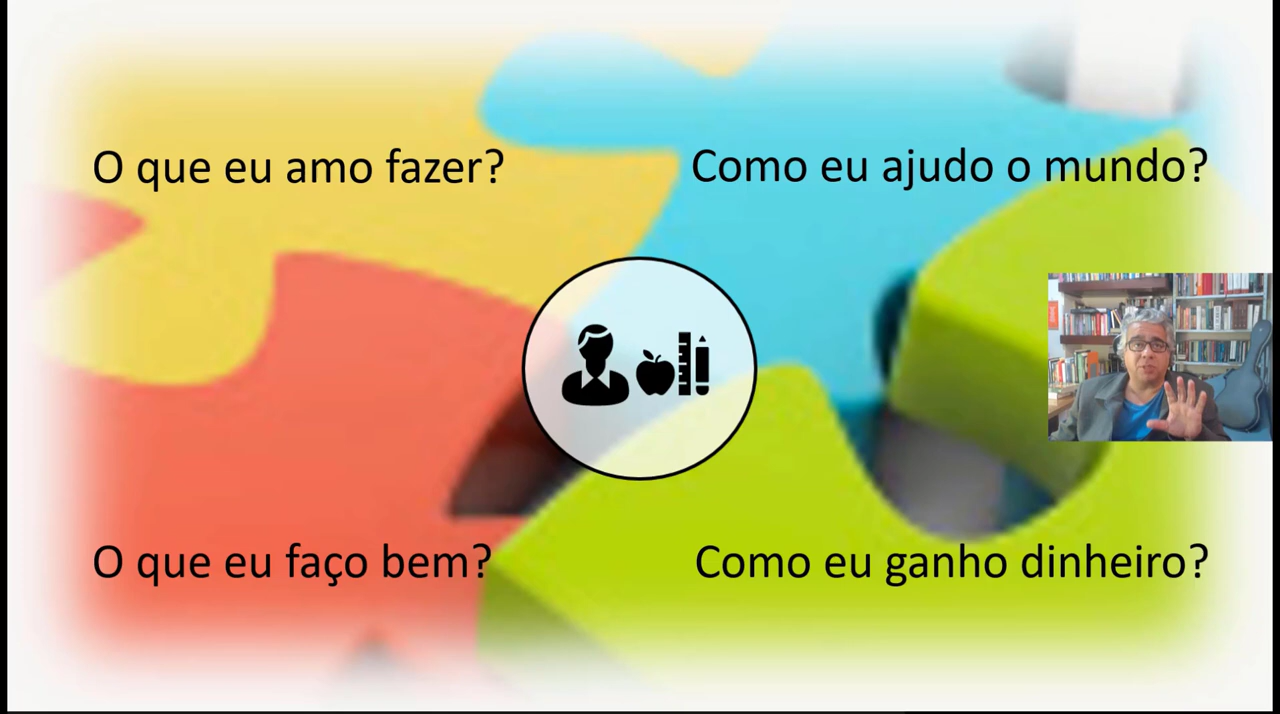 O que eu amo fazer?
Como eu ajudo o mundo?
O que eu faço bem?
Como eu ganho dinheiro?